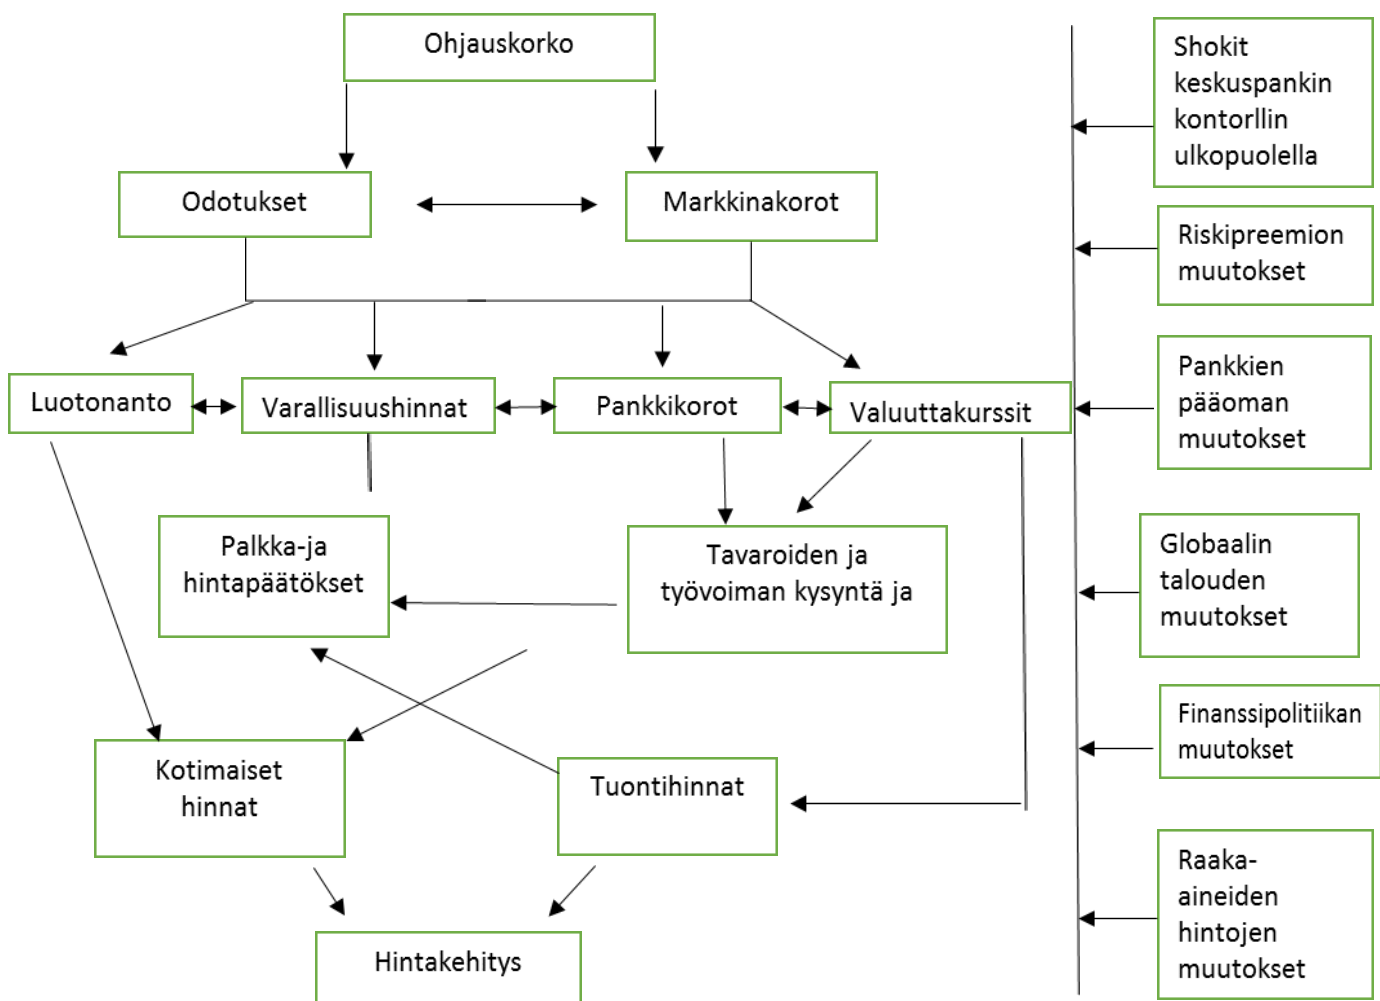 Ohjauskorko
Odotukset
Markkinakorot
Luotonanto
Varallisuushinnat
Pankkikorot
Valuuttakurssit
Palkka-ja
hintapäätökset
Tavaroiden ja
työvoiman kysyntä ja
Kotimaiset
hinnat
Tuontihinnat
Hintakehitys
Shokit
keskuspankin
kontorllin
ulkopuolella
Riskipreemion
muutokset
Pankkien
pääoman
muutokset
Globaalin
talouden
muutokset
Finanssipolitiikan
muutokset
Raaka-
aineiden
hintojen
muutokset